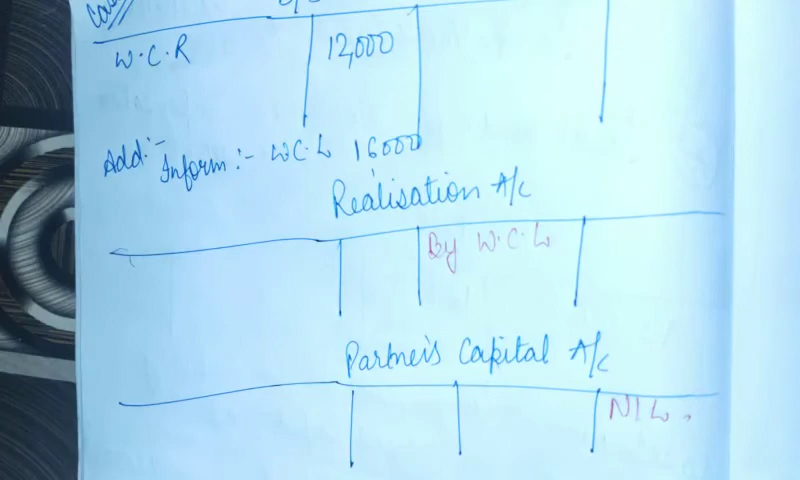 W.C.R 12,000
Add:- Inform:- W.C.L 16000
Realisation A/c
By W.C.L
Partner's Capital A/c
NIL.